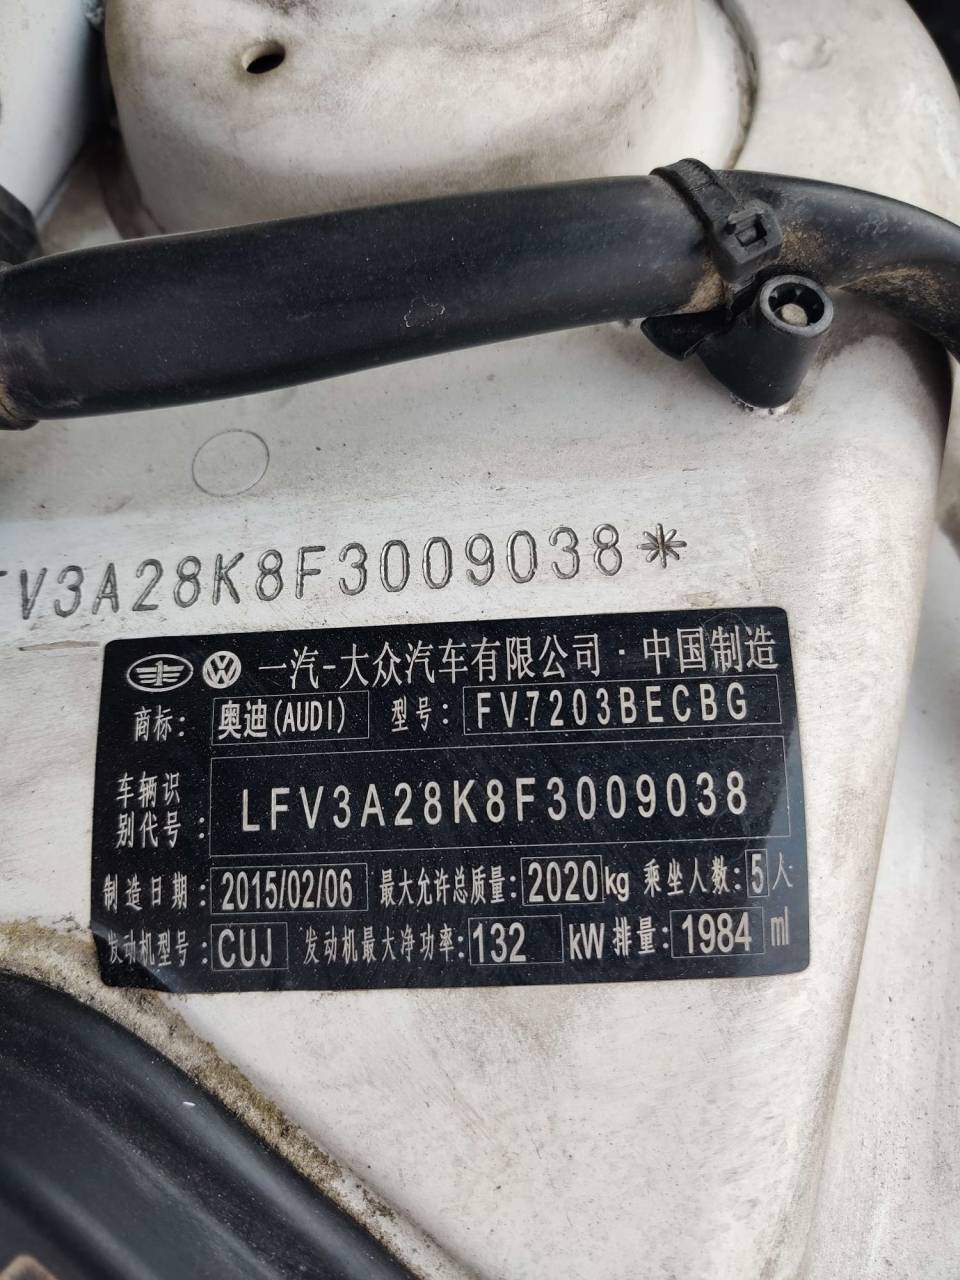 FV3A28K8F3009038*
一汽-大众汽车有限公司·中国制造
商标: 奥迪(AUDI) 型号: FV7203BECBG
车辆识别代号: LFV3A28K8F3009038
制造日期: 2015/02/06 最大允许总质量: 2020kg 乘坐人数: 5人
发动机型号: CUJ 发动机最大净功率: 132 kW 排量: 1984 ml